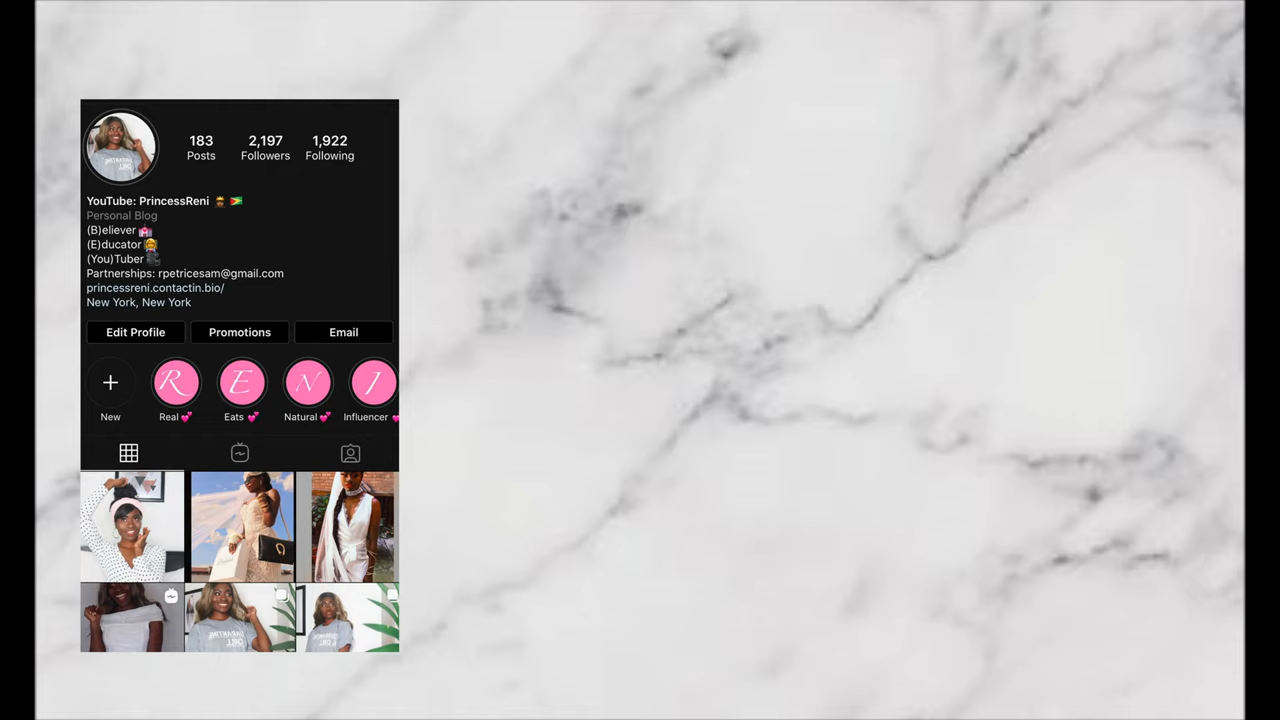 183 2,197 1,922
Posts Followers Following
YouTube: PrincessReni
Personal Blog
(B)eliever
(E)ducator
(You)Tuber
Partnerships: rpetricesam@gmail.com
princessreni.contactin.bio/
New York, New York
Edit Profile Promotions Email
R E N I
New Real Eats Natural Influencer